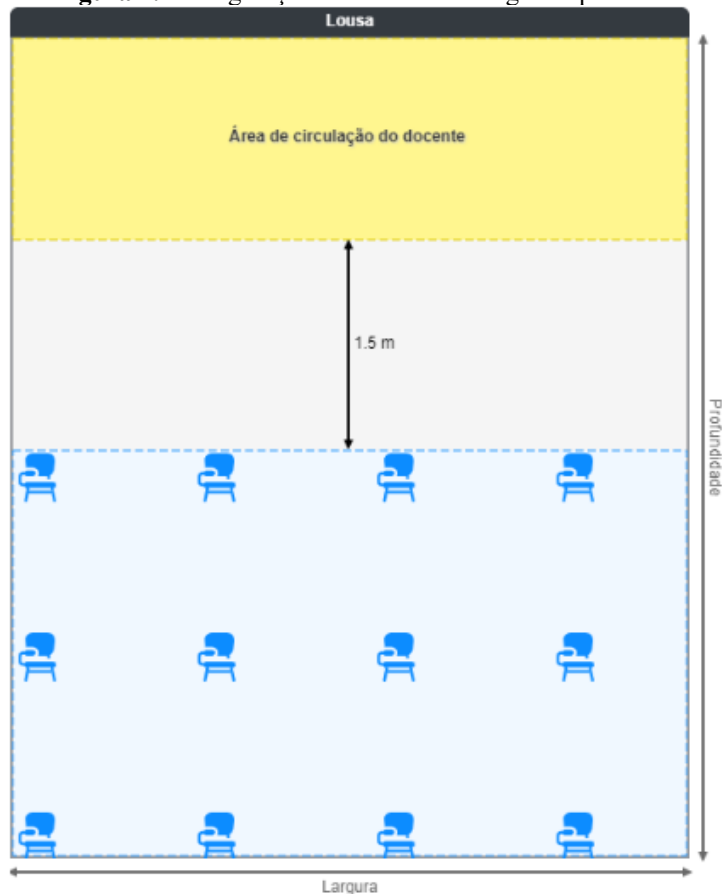 Lousa
Área de circulação do docente
1.5 m
Profundidade
Largura